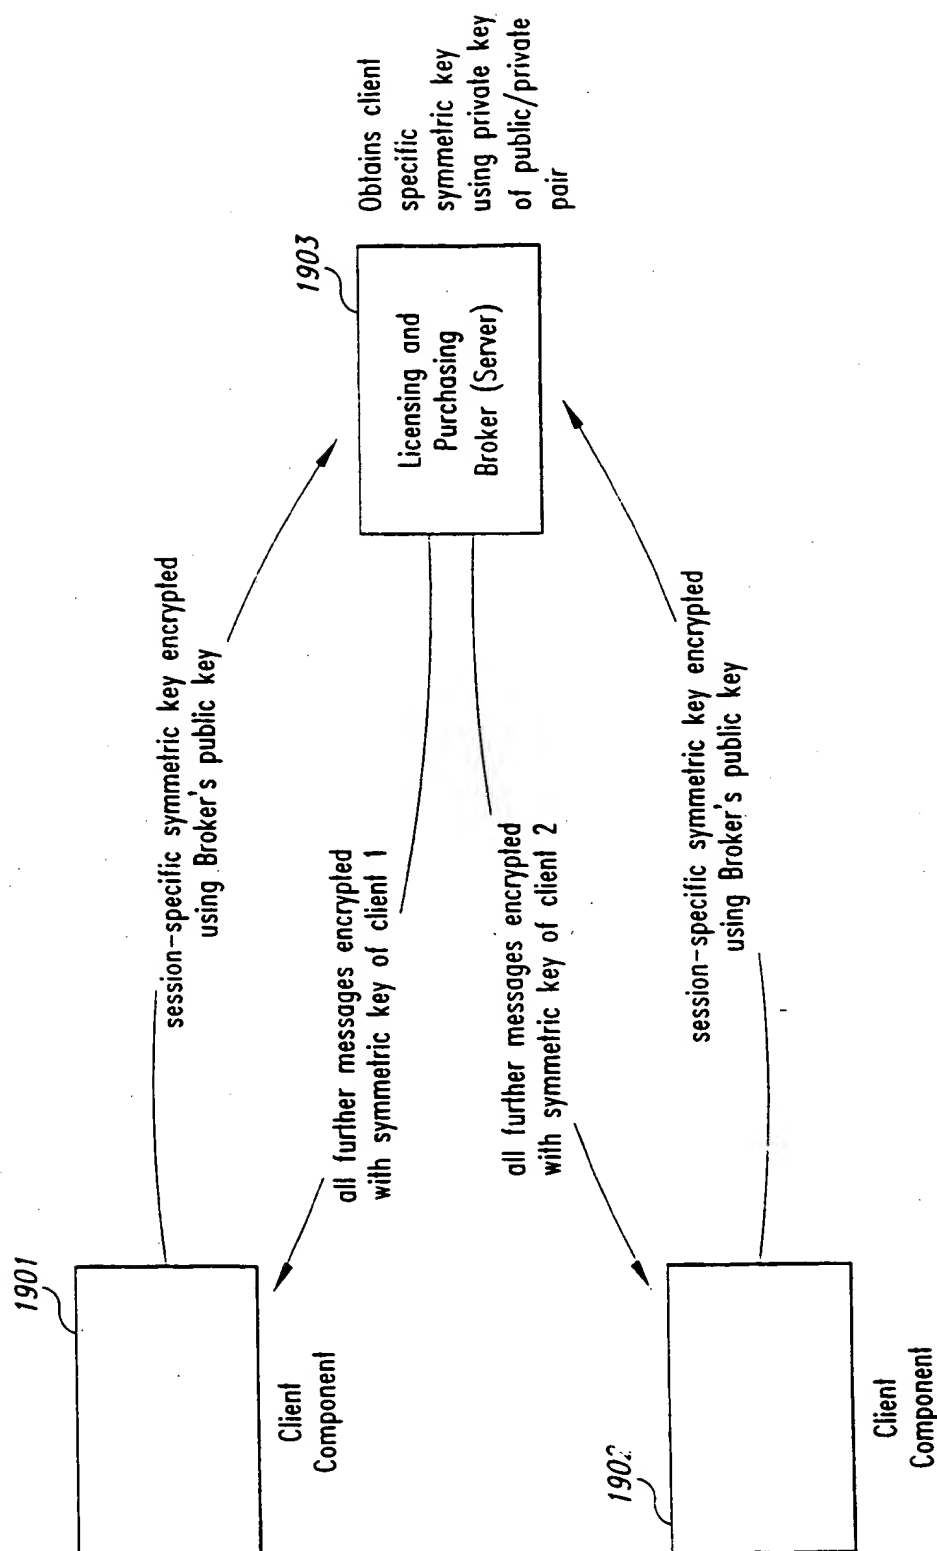 1901
Client
Component
session-specific symmetric key encrypted
using Broker's public key
all further messages encrypted
with symmetric key of client 1
1903
Licensing and
Purchasing
Broker (Server)
Obtains client
specific
symmetric key
using private key
of public/private
pair
all further messages encrypted
with symmetric key of client 2
session-specific symmetric key encrypted
using Broker's public key
1902
Client
Component